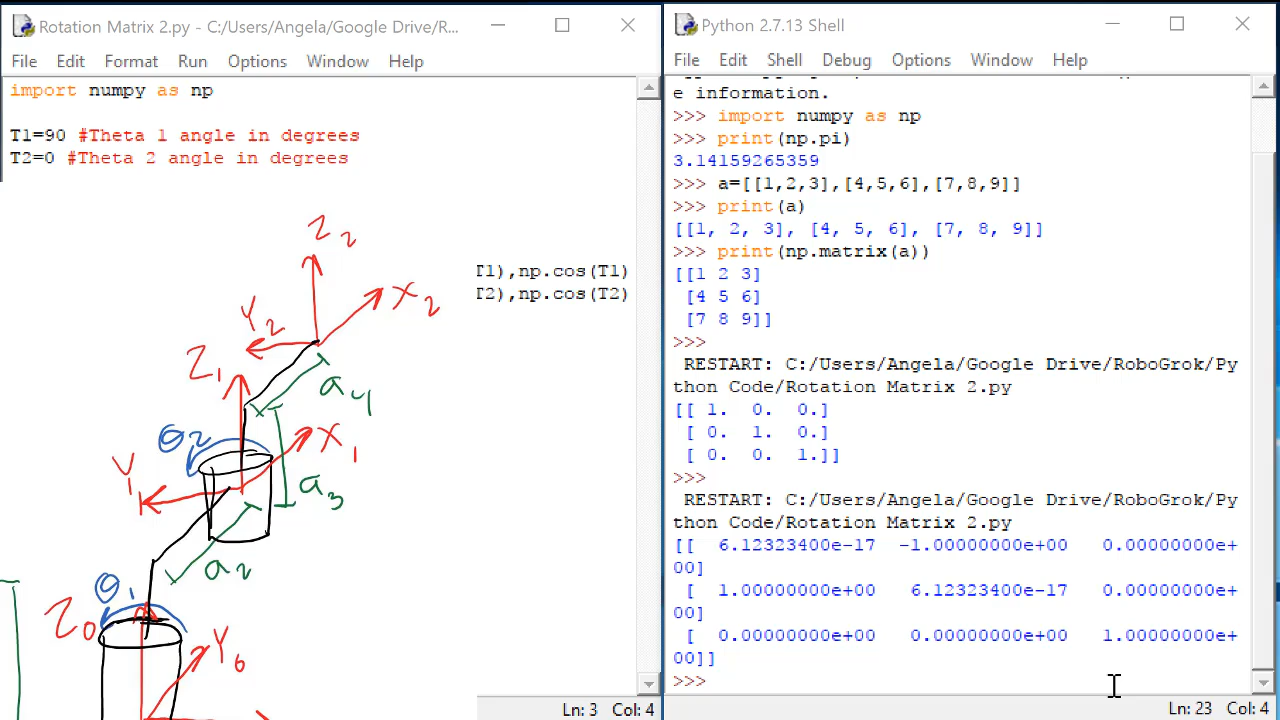 Rotation Matrix 2.py - C:/Users/Angela/Google Drive/R...
File Edit Format Run Options Window Help
import numpy as np
T1=90 #Theta 1 angle in degrees
T2=0 #Theta 2 angle in degrees
T1),np.cos(T1)
T2),np.cos(T2)
Z2
X2
Y2
Z1
a4
θ2
X1
Y1
a3
a2
θ1
Z0
Y0
Ln: 3 Col: 4
Python 2.7.13 Shell
File Edit Shell Debug Options Window Help
e information.
>>> import numpy as np
>>> print(np.pi)
3.14159265359
>>> a=[[1,2,3],[4,5,6],[7,8,9]]
>>> print(a)
[[1, 2, 3], [4, 5, 6], [7, 8, 9]]
>>> print(np.matrix(a))
[[1 2 3]
[4 5 6]
[7 8 9]]
>>>
RESTART: C:/Users/Angela/Google Drive/RoboGrok/Py
thon Code/Rotation Matrix 2.py
[[ 1. 0. 0.]
[ 0. 1. 0.]
[ 0. 0. 1.]]
>>>
RESTART: C:/Users/Angela/Google Drive/RoboGrok/Py
thon Code/Rotation Matrix 2.py
[[ 6.12323400e-17 -1.00000000e+00 0.00000000e+
00]
[ 1.00000000e+00 6.12323400e-17 0.00000000e+
00]
[ 0.00000000e+00 0.00000000e+00 1.00000000e+
00]]
>>>
Ln: 23 Col: 4